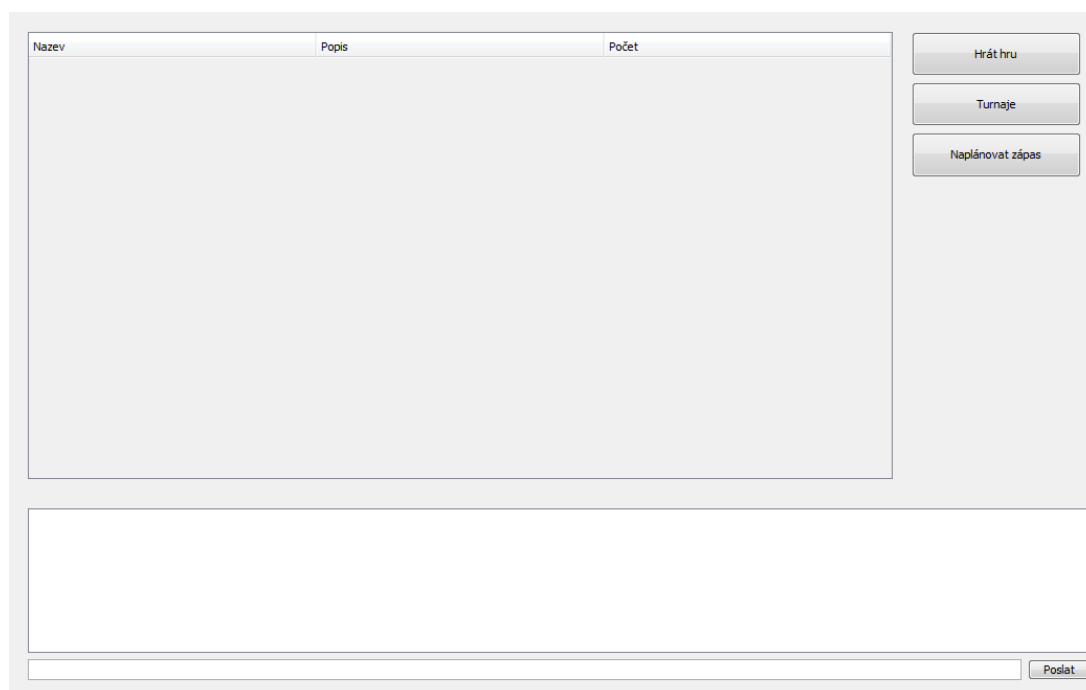 Nazev Popis Počet
Hrát hru
Turnaje
Naplánovat zápas
Poslat